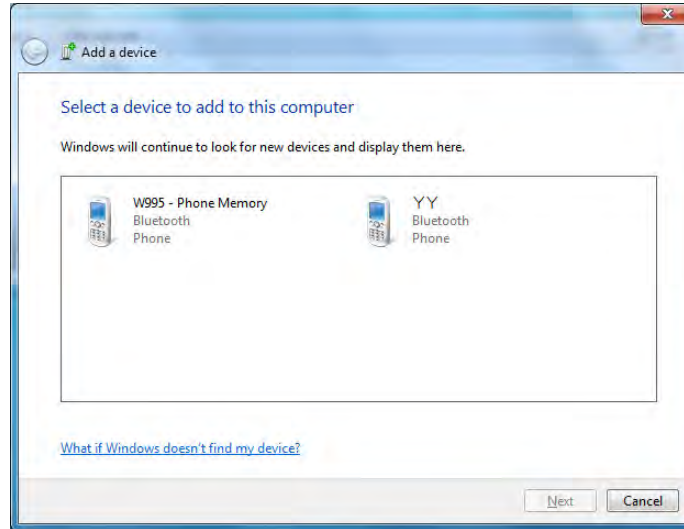 Add a device
Select a device to add to this computer
Windows will continue to look for new devices and display them here.
W995 - Phone Memory
Bluetooth
Phone
YY
Bluetooth
Phone
What if Windows doesn't find my device?
Next
Cancel